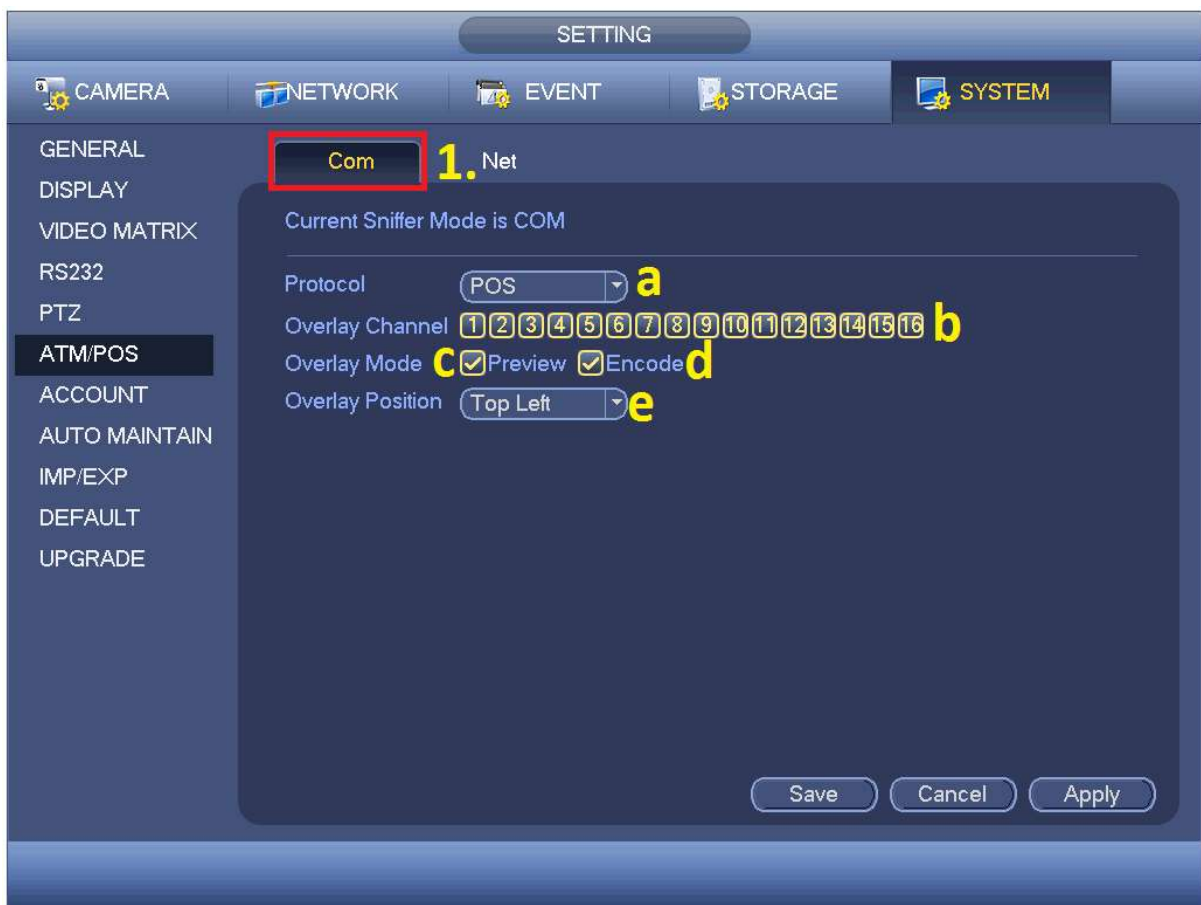 SETTING
CAMERA NETWORK EVENT STORAGE SYSTEM
GENERAL
DISPLAY
VIDEO MATRIX
RS232
PTZ
ATM/POS
ACCOUNT
AUTO MAINTAIN
IMP/EXP
DEFAULT
UPGRADE
Com 1. Net
Current Sniffer Mode is COM
Protocol POS a
Overlay Channel 1 2 3 4 5 6 7 8 9 10 11 12 13 14 15 16 b
Overlay Mode c Preview Encode d
Overlay Position Top Left e
Save Cancel Apply